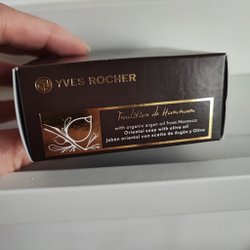 YVES ROCHER
Tradition de Hammam
with organic argan oil from Morocco
Oriental soap with olive oil
Jabón oriental con aceite de Argán y Oliva